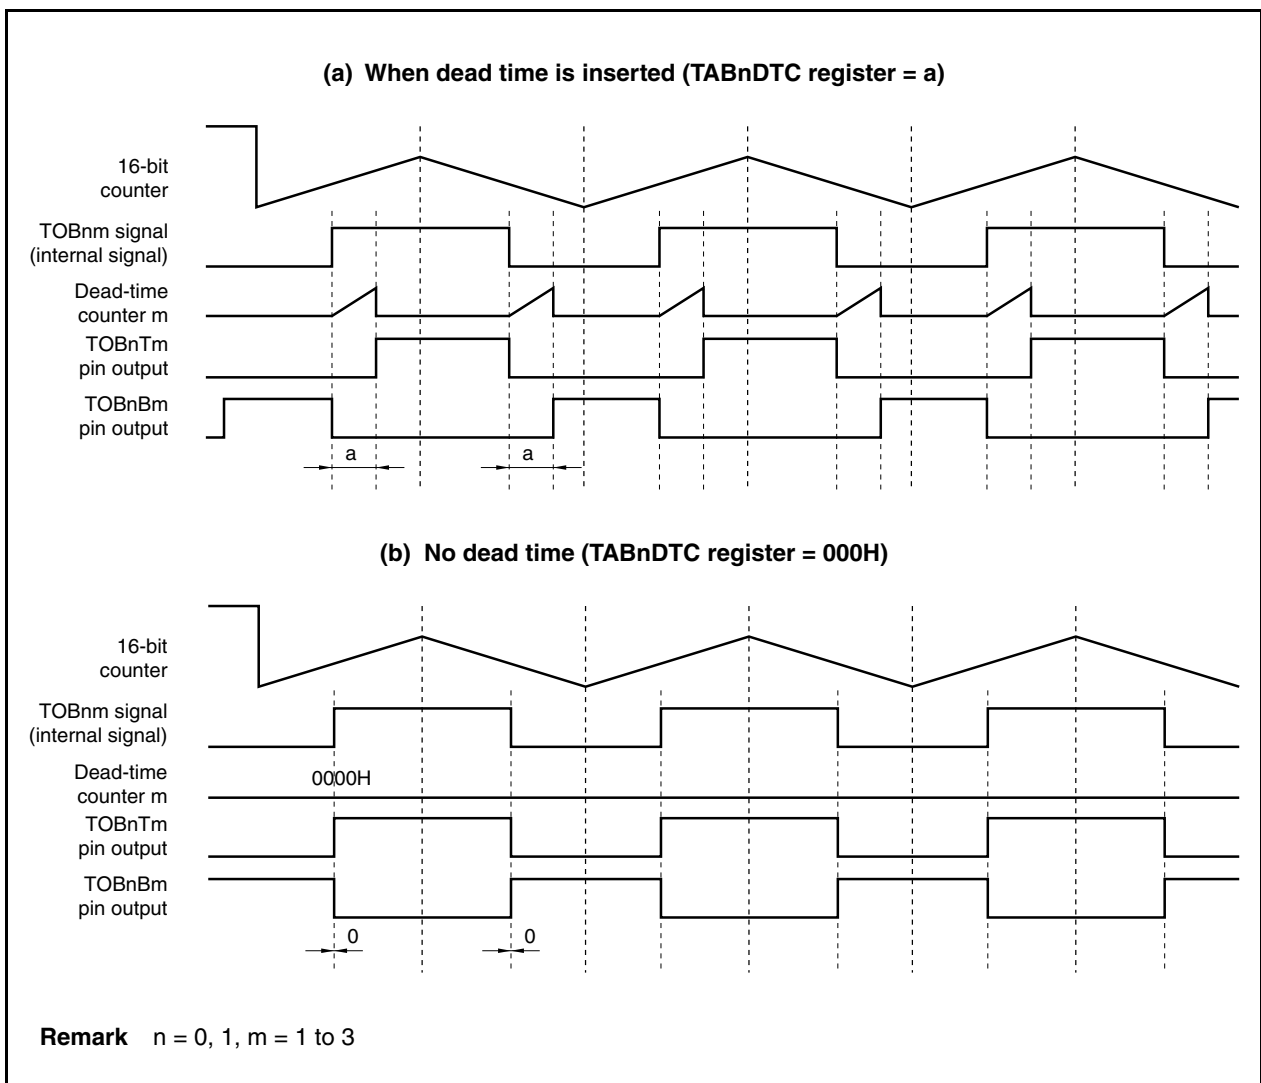 (a) When dead time is inserted (TABnDTC register = a)
16-bit
counter
TOBnm signal
(internal signal)
Dead-time
counter m
TOBnTm
pin output
TOBnBm
pin output
a
a
(b) No dead time (TABnDTC register = 000H)
16-bit
counter
TOBnm signal
(internal signal)
Dead-time
counter m
0000H
TOBnTm
pin output
TOBnBm
pin output
0
0
Remark n = 0, 1, m = 1 to 3